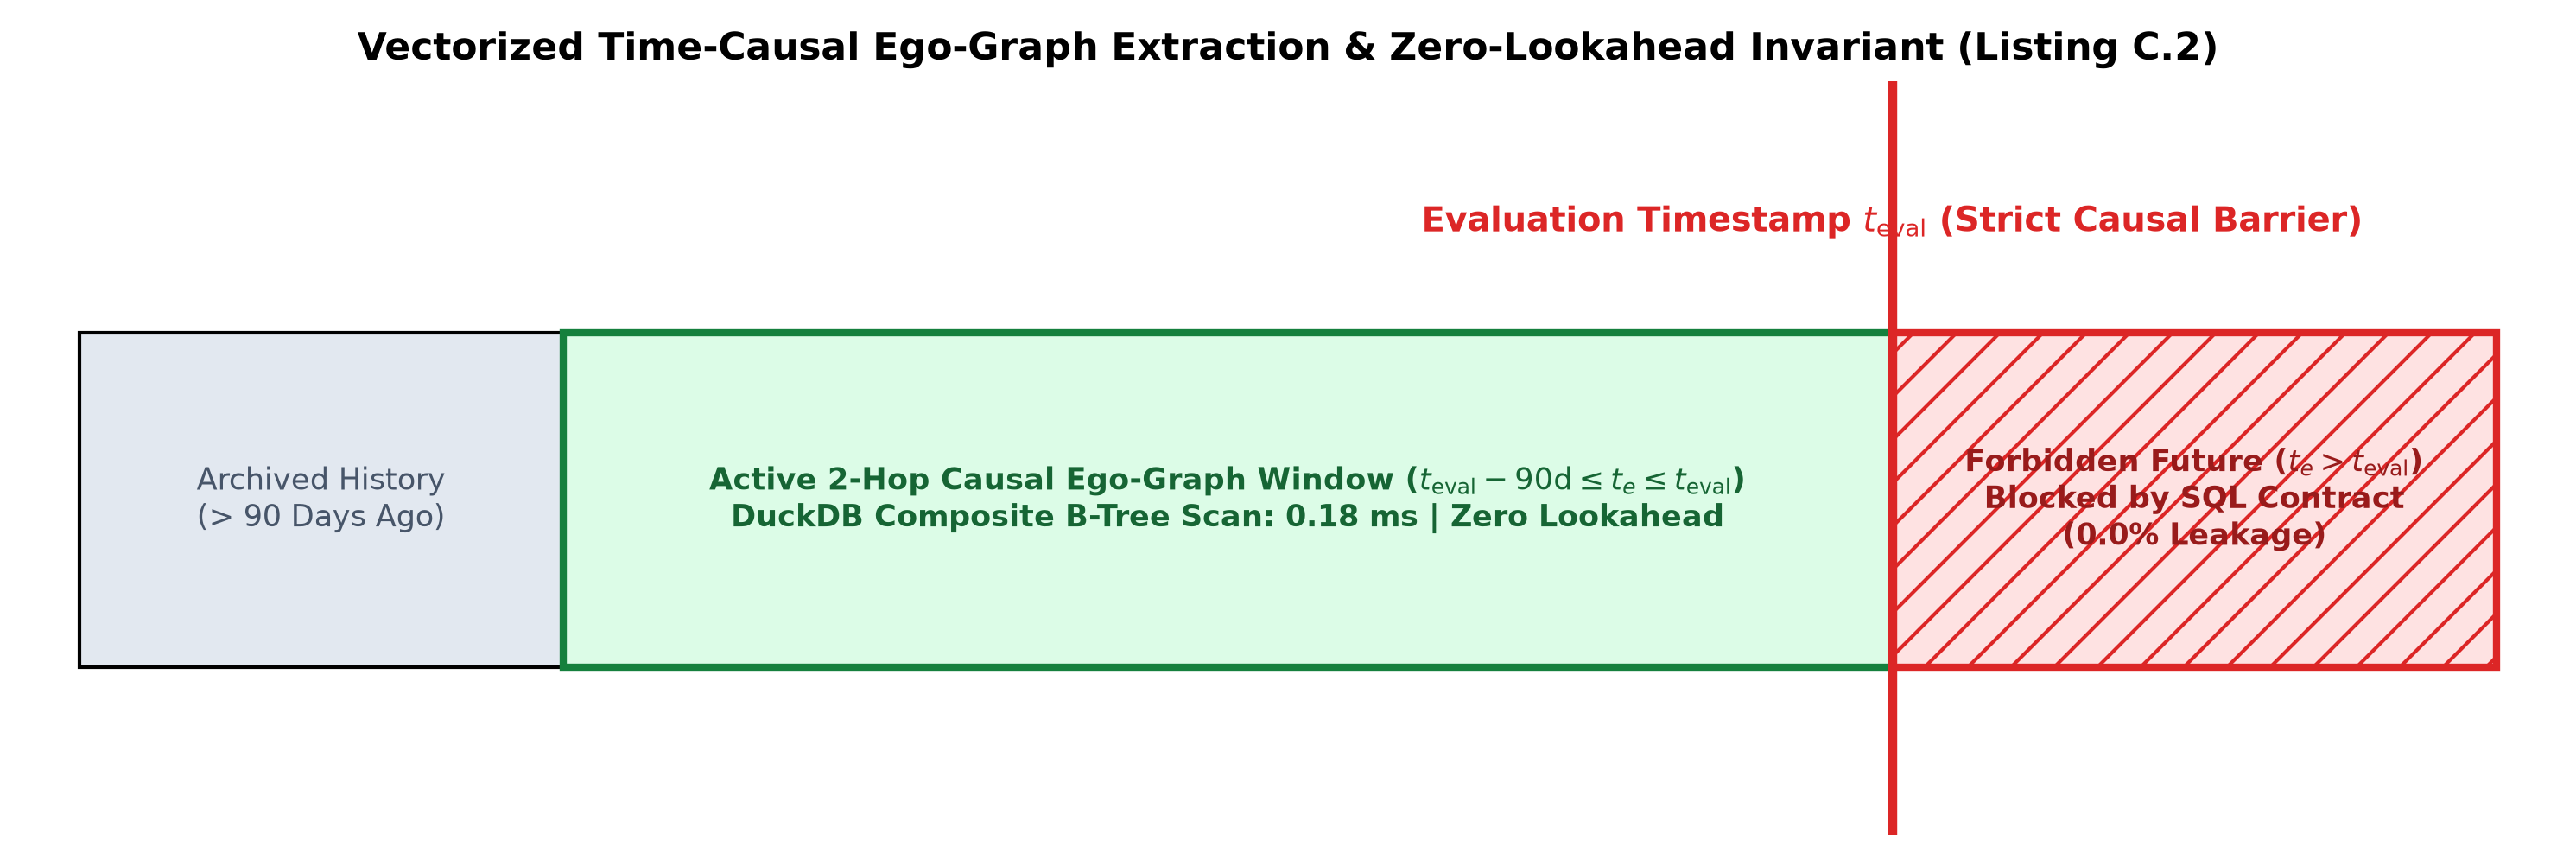 Vectorized Time-Causal Ego-Graph Extraction & Zero-Lookahead Invariant (Listing C.2)
Evaluation Timestamp t_eval (Strict Causal Barrier)
Archived History
(> 90 Days Ago)
Active 2-Hop Causal Ego-Graph Window (t_eval − 90d ≤ t_e ≤ t_eval)
DuckDB Composite B-Tree Scan: 0.18 ms | Zero Lookahead
Forbidden Future (t_e > t_eval)
Blocked by SQL Contract
(0.0% Leakage)